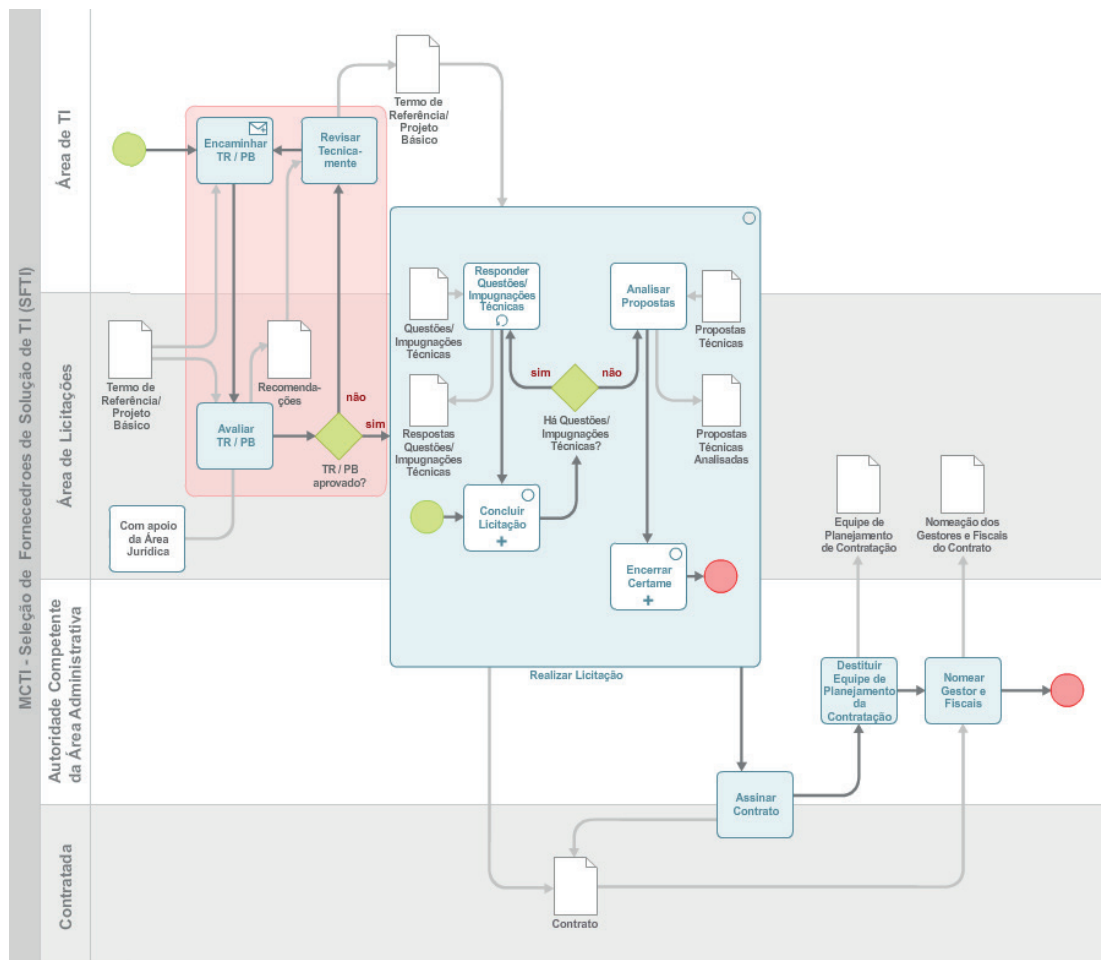 MCTI - Seleção de Fornecedroes de Solução de TI (SFTI)
Área de TI
Encaminhar
TR / PB
Revisar
Tecnica-
mente
Termo de
Referência/
Projeto
Básico
Área de Licitações
Termo de
Referência/
Projeto
Básico
Recomenda-
ções
Avaliar
TR / PB
não
sim
TR / PB
aprovado?
Com apoio
da Área
Jurídica
Responder
Questões/
Impugnações
Técnicas
Questões/
Impugnações
Técnicas
Respostas
Questões/
Impugnações
Técnicas
Analisar
Propostas
Propostas
Técnicas
sim
não
Há Questões/
Impugnações
Técnicas?
Propostas
Técnicas
Analisadas
Concluir
Licitação
Encerrar
Certame
Realizar Licitação
Equipe de
Planejamento
de Contratação
Nomeação dos
Gestores e Fiscais
do Contrato
Autoridade Competente
da Área Administrativa
Destituir
Equipe de
Planejamento
da
Contratação
Nomear
Gestor e
Fiscais
Assinar
Contrato
Contratada
Contrato